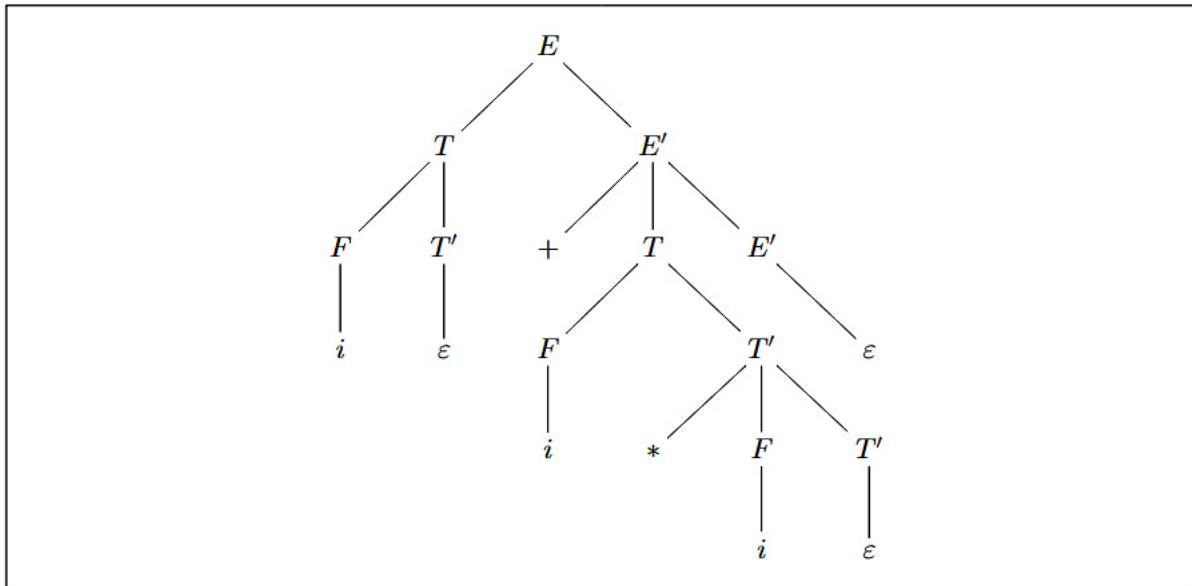 E
T E′
F T′ + T E′
i ε F T′ ε
i * F T′
i ε